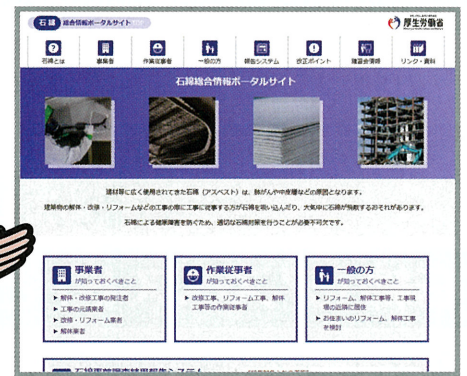 石綿 総合情報ポータルサイト
厚生労働省
石綿とは
事業者
作業従事者
一般の方
報告システム
改正ポイント
講習会情報
リンク・資料
石綿総合情報ポータルサイト
建材等に広く使用されてきた石綿（アスベスト）は、肺がんや中皮腫などの原因となります。
建築物の解体・改修・リフォームなどの工事の際に工事に従事する方が石綿を吸い込んだり、大気中に石綿が飛散するおそれがあります。
石綿による健康障害を防ぐため、適切な石綿対策を行うことが必要不可欠です。
事業者
が知っておくべきこと
▶ 解体・改修工事の発注者
▶ 工事の元請業者
▶ 改修・リフォーム業者
▶ 解体業者
作業従事者
が知っておくべきこと
▶ 改修工事、リフォーム工事、解体
工事等の作業従事者
一般の方
が知っておくべきこと
▶ リフォーム、解体工事等、工事現
場の近隣に居住
▶ お住まいのリフォーム、解体工事
を検討